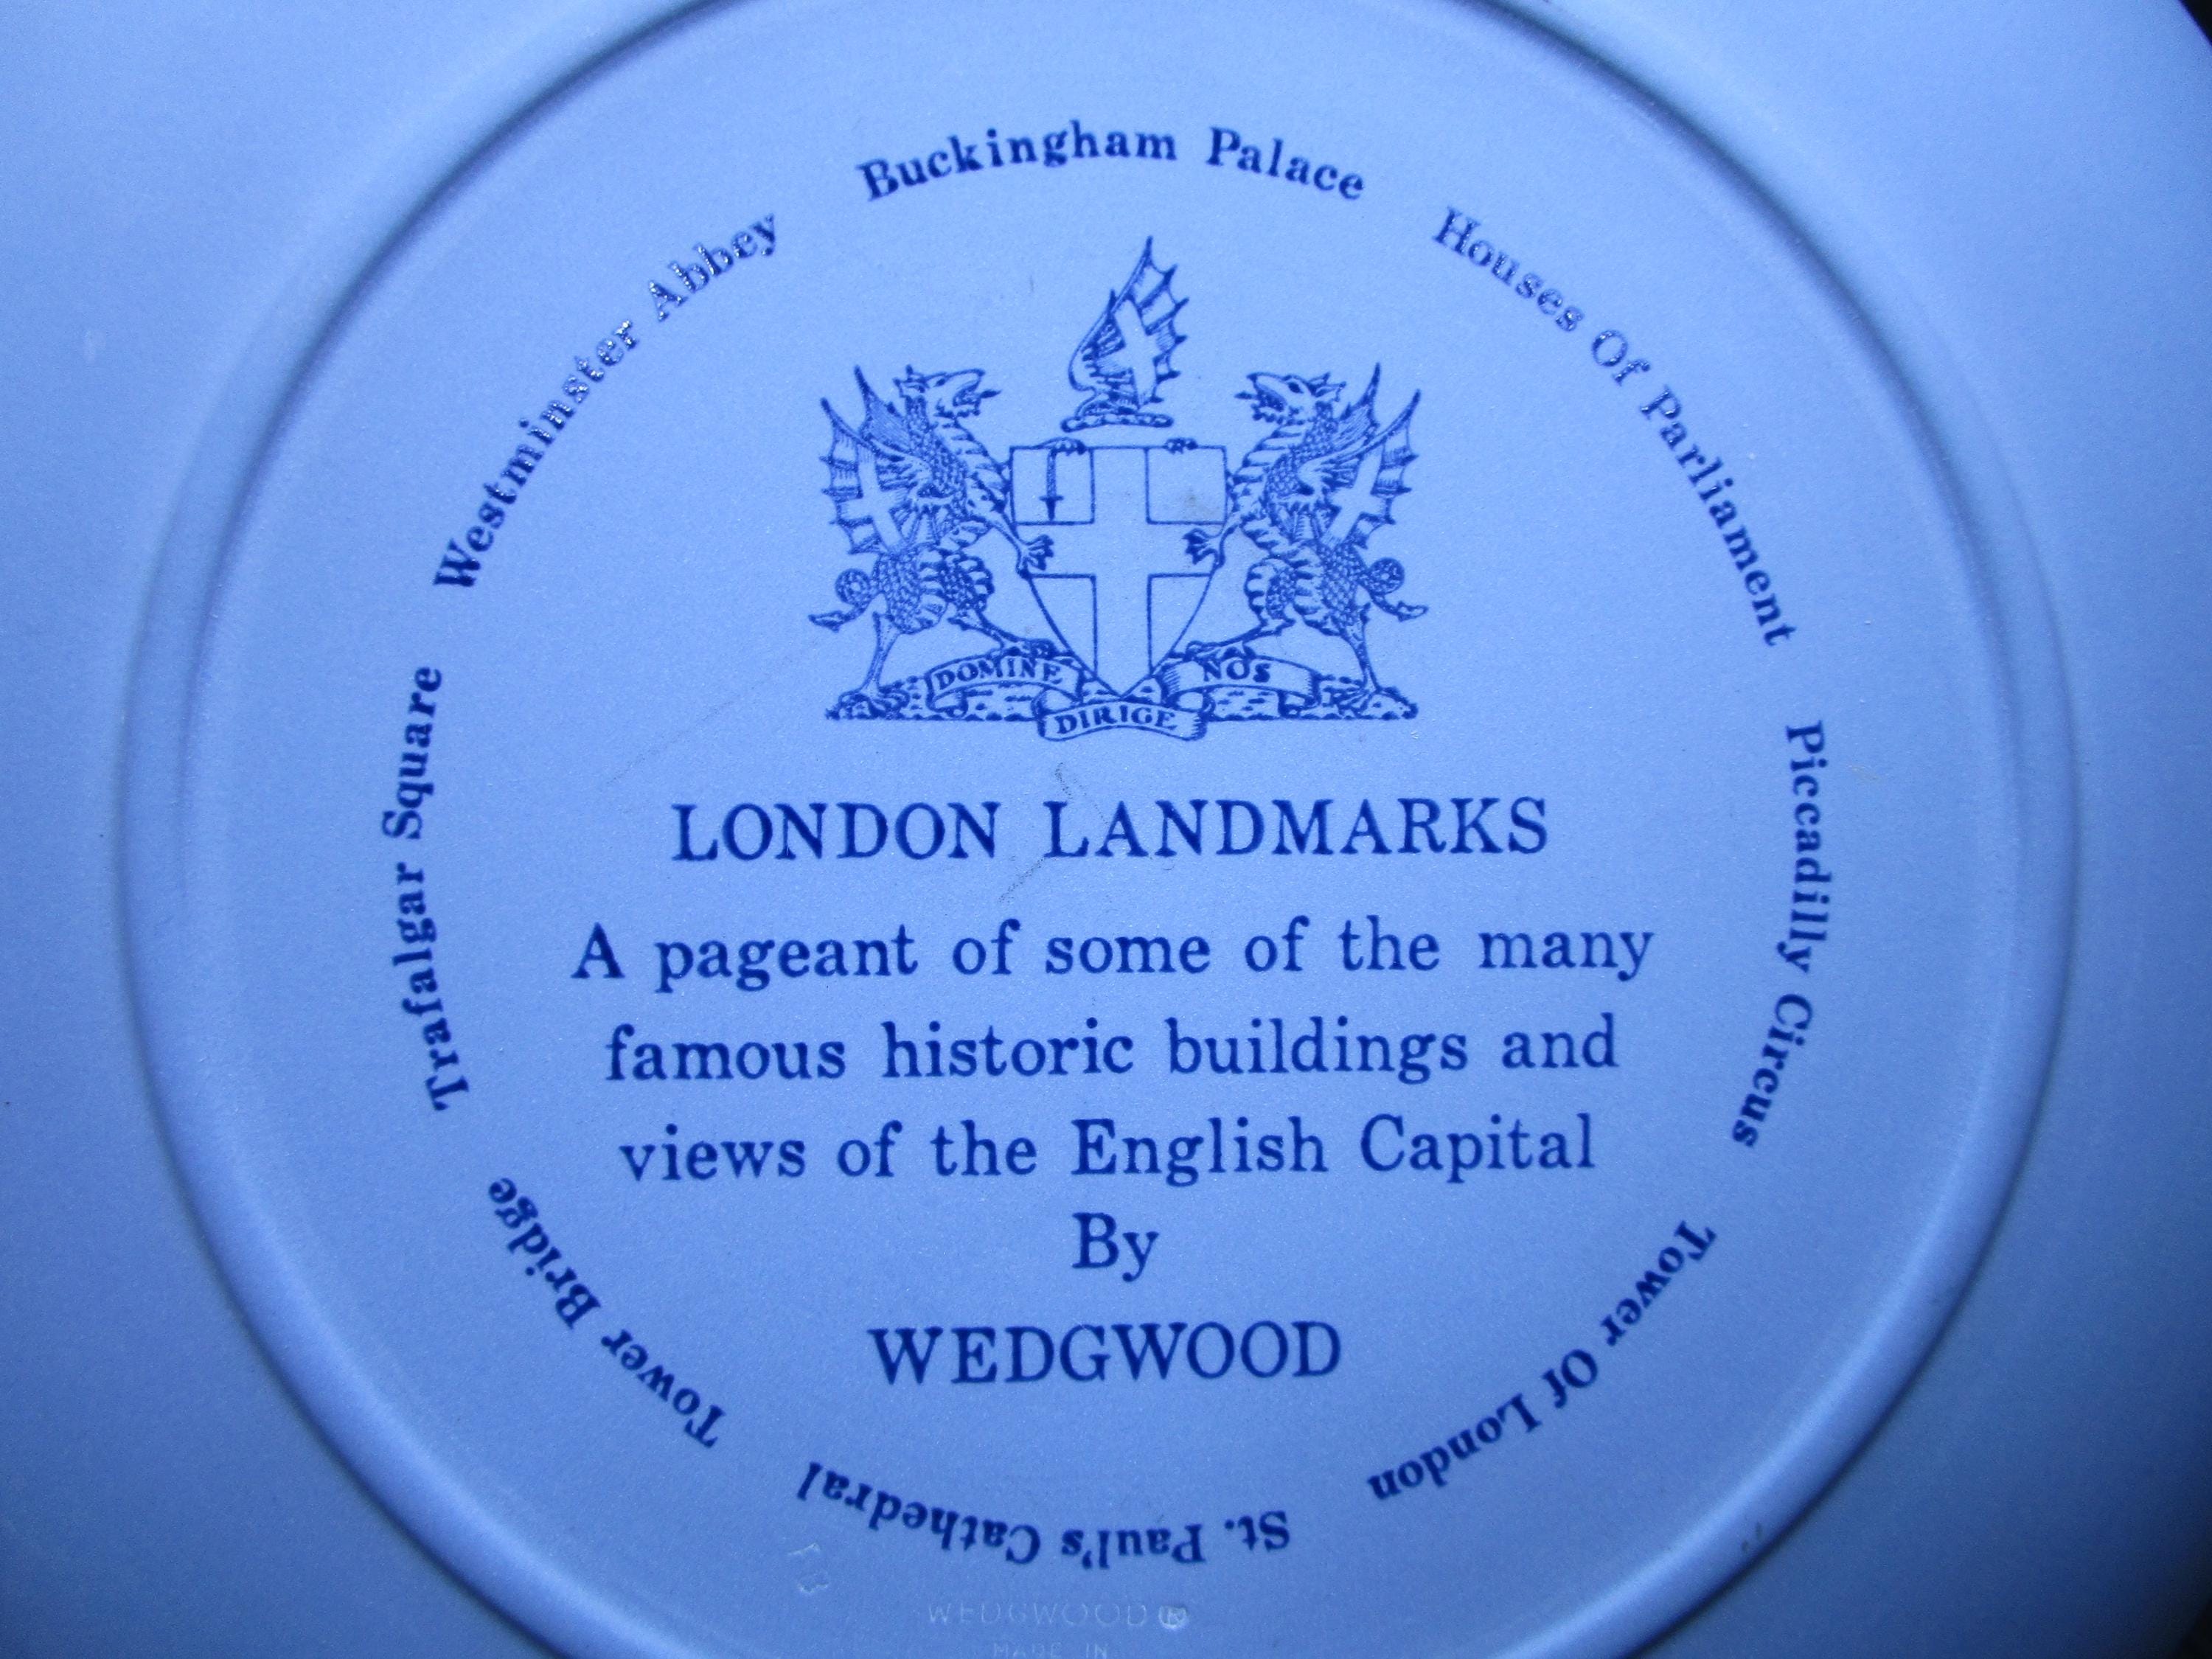 Buckingham Palace
Houses Of Parliament
Piccadilly Circus
Tower Of London
St. Paul's Cathedral
Tower Bridge
Trafalgar Square
Westminster Abbey
DOMINE NOS
DIRIGE
LONDON LANDMARKS
A pageant of some of the many
famous historic buildings and
views of the English Capital
By
WEDGWOOD
WEDGWOOD®
MADE IN